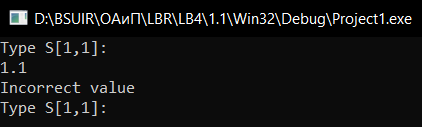 D:\BSUIR\ОАиП\LBR\LB4\1.1\Win32\Debug\Project1.exe
Type S[1,1]:
1.1
Incorrect value
Type S[1,1]: